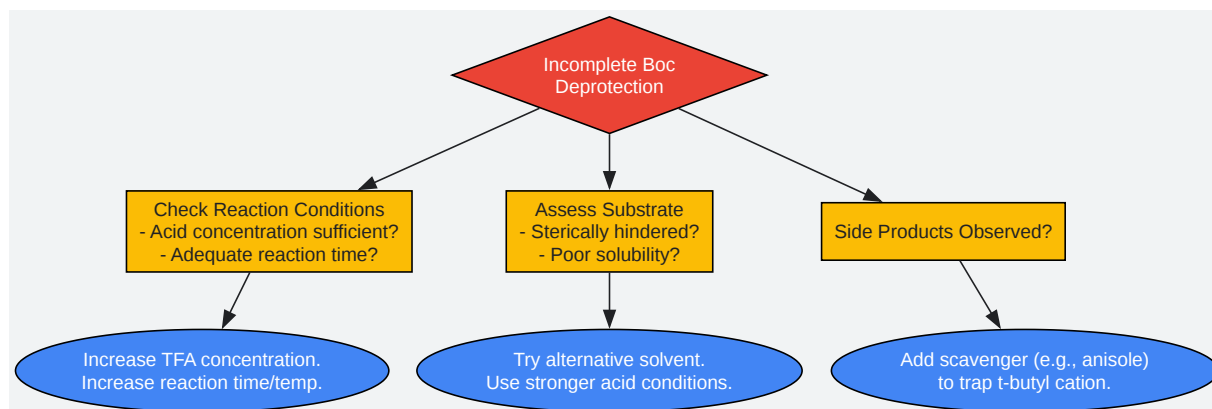 Incomplete Boc
Deprotection
Check Reaction Conditions
- Acid concentration sufficient?
- Adequate reaction time?
Assess Substrate
- Sterically hindered?
- Poor solubility?
Side Products Observed?
Increase TFA concentration.
Increase reaction time/temp.
Try alternative solvent.
Use stronger acid conditions.
Add scavenger (e.g., anisole)
to trap t-butyl cation.